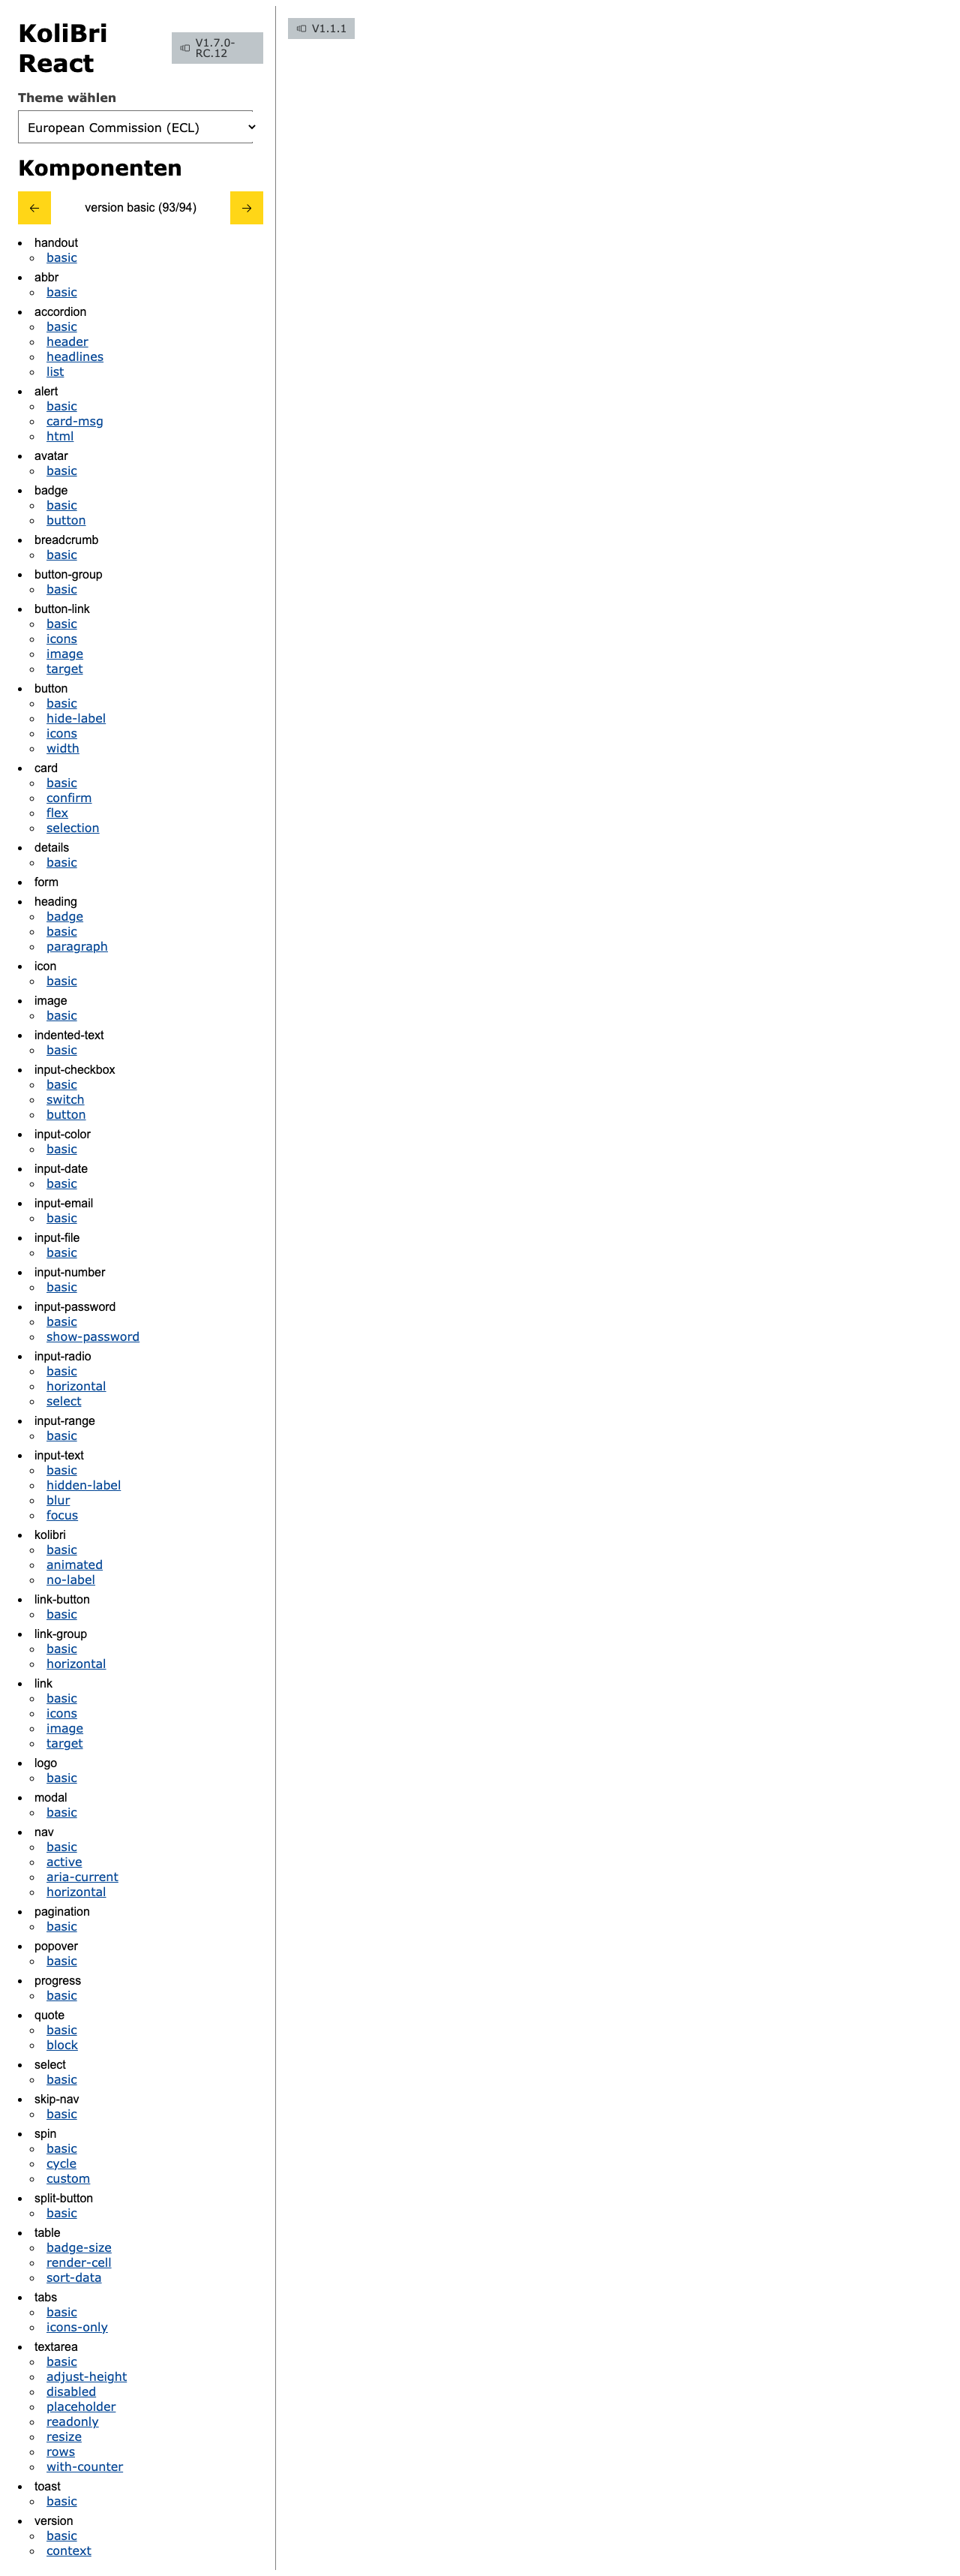 KoliBri
React
V1.7.0-
RC.12
V1.1.1
Theme wählen
European Commission (ECL)
Komponenten
version basic (93/94)
handout
basic
abbr
basic
accordion
basic
header
headlines
list
alert
basic
card-msg
html
avatar
basic
badge
basic
button
breadcrumb
basic
button-group
basic
button-link
basic
icons
image
target
button
basic
hide-label
icons
width
card
basic
confirm
flex
selection
details
basic
form
heading
badge
basic
paragraph
icon
basic
image
basic
indented-text
basic
input-checkbox
basic
switch
button
input-color
basic
input-date
basic
input-email
basic
input-file
basic
input-number
basic
input-password
basic
show-password
input-radio
basic
horizontal
select
input-range
basic
input-text
basic
hidden-label
blur
focus
kolibri
basic
animated
no-label
link-button
basic
link-group
basic
horizontal
link
basic
icons
image
target
logo
basic
modal
basic
nav
basic
active
aria-current
horizontal
pagination
basic
popover
basic
progress
basic
quote
basic
block
select
basic
skip-nav
basic
spin
basic
cycle
custom
split-button
basic
table
badge-size
render-cell
sort-data
tabs
basic
icons-only
textarea
basic
adjust-height
disabled
placeholder
readonly
resize
rows
with-counter
toast
basic
version
basic
context